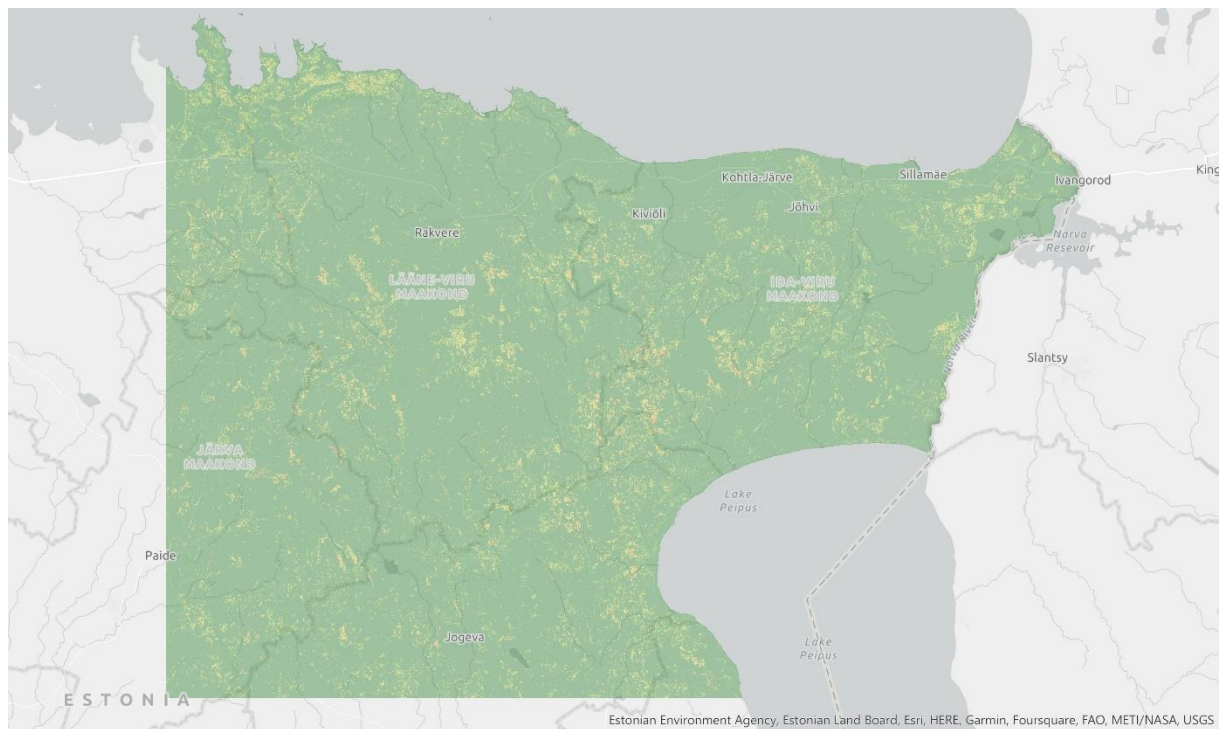 Kohtla-Järve
Sillamäe
Ivangorod
King
Jõhvi
Kiviõli
Rakvere
Narva
Resevoir
LÄÄNE-VIRU
MAAKOND
IDA-VIRU
MAAKOND
Narva River
Slantsy
JÄRVA
MAAKOND
Lake
Peipus
Paide
Jogeva
Lake
Peipus
ESTONIA
Estonian Environment Agency, Estonian Land Board, Esri, HERE, Garmin, Foursquare, FAO, METI/NASA, USGS